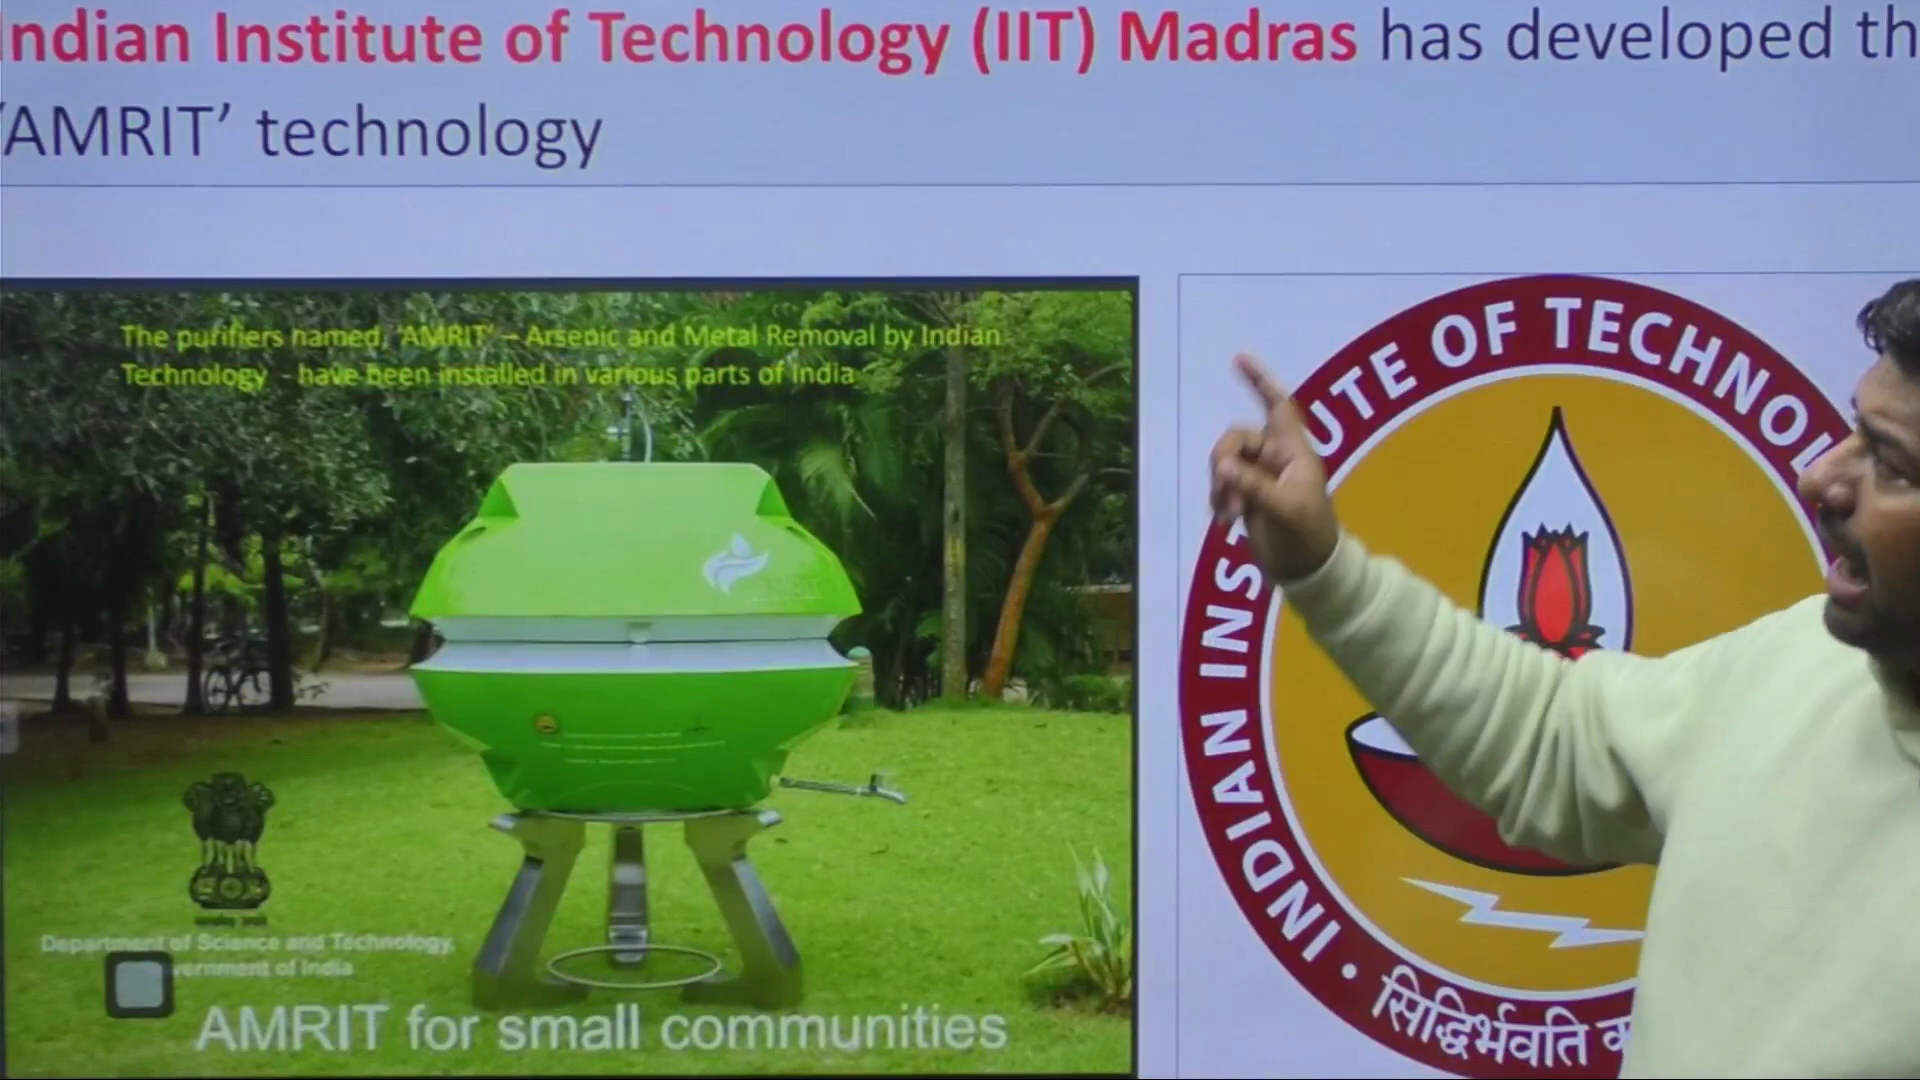 ndian Institute of Technology (IIT) Madras has developed th
'AMRIT' technology
The purifiers named, 'AMRIT' – Arsenic and Metal Removal by Indian
Technology - have been installed in various parts of India
Department of Science and Technology,
vernment of India
AMRIT for small communities
INDIAN INST UTE OF TECHNOL
सिद्धिर्भवति क